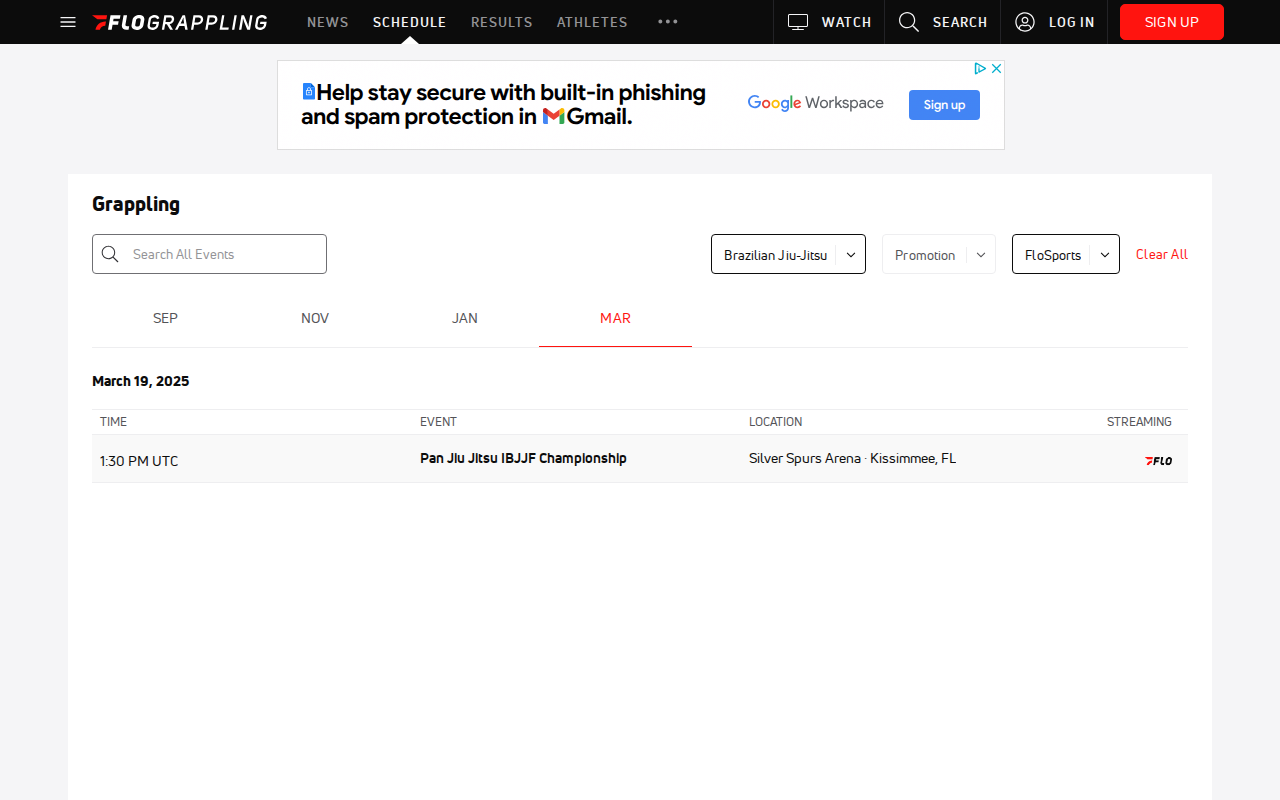 FLOGRAPPLING NEWS SCHEDULE RESULTS ATHLETES WATCH SEARCH LOG IN SIGN UP
Help stay secure with built-in phishing
and spam protection in Gmail.
Google Workspace
Sign up
Grappling
Search All Events
Brazilian Jiu-Jitsu
Promotion
FloSports
Clear All
SEP NOV JAN MAR
March 19, 2025
TIME EVENT LOCATION STREAMING
1:30 PM UTC Pan Jiu Jitsu IBJJF Championship Silver Spurs Arena · Kissimmee, FL FLO